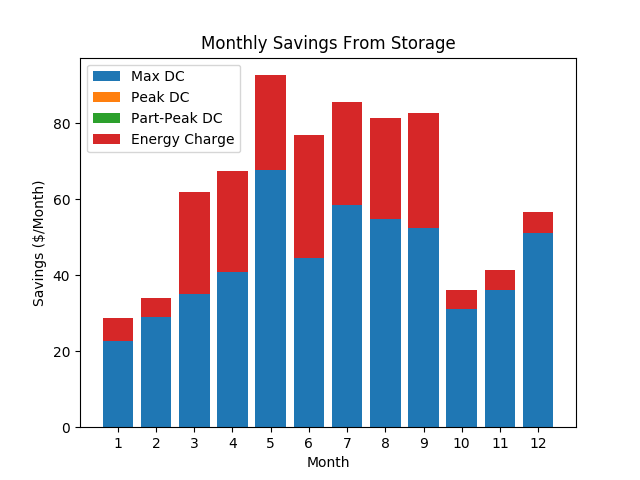 Monthly Savings From Storage
Max DC
Peak DC
Part-Peak DC
Energy Charge
Savings ($/Month)
80
60
40
20
0
1 2 3 4 5 6 7 8 9 10 11 12
Month